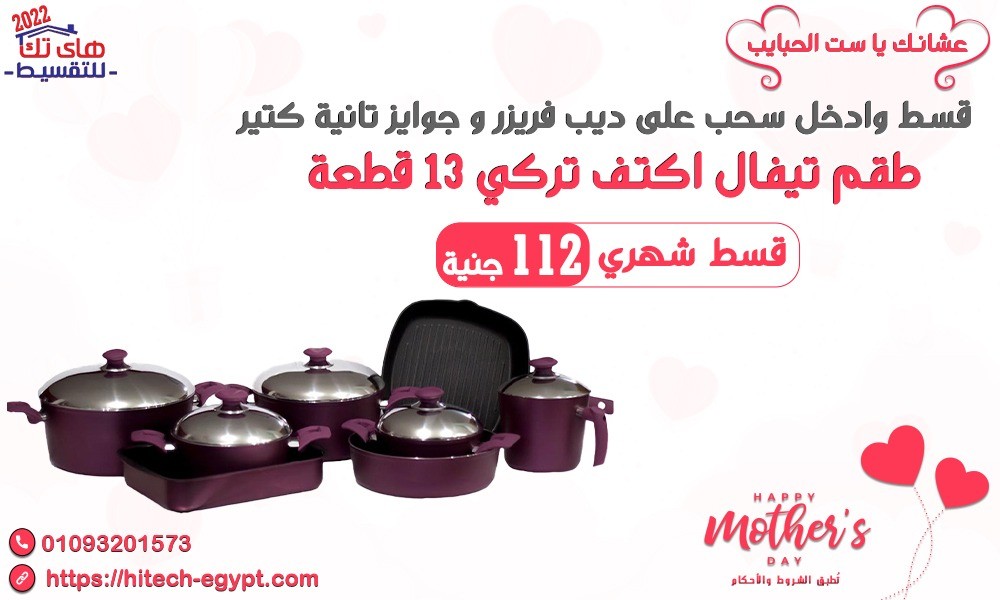 2022
هاى تك
-للتقسيط-
عشانك يا ست الحبايب
قسط وادخل سحب على ديب فريزر و جوايز تانية كتير
طقم تيفال اكتف تركي 13 قطعة
قسط شهري 112 جنية
HAPPY
Mother's
DAY
تُطبق الشروط والأحكام
01093201573
https://hitech-egypt.com